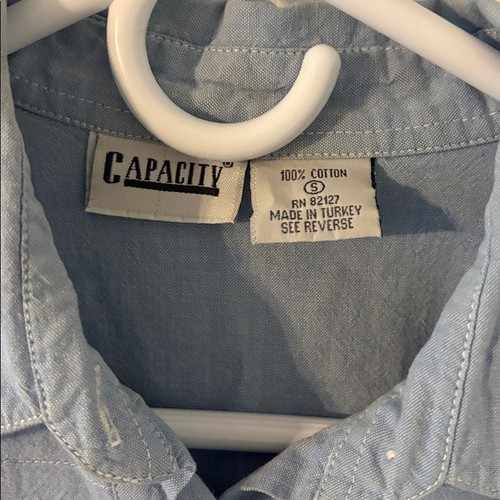 CAPACITY®
100% COTTON
S
RN 82127
MADE IN TURKEY
SEE REVERSE